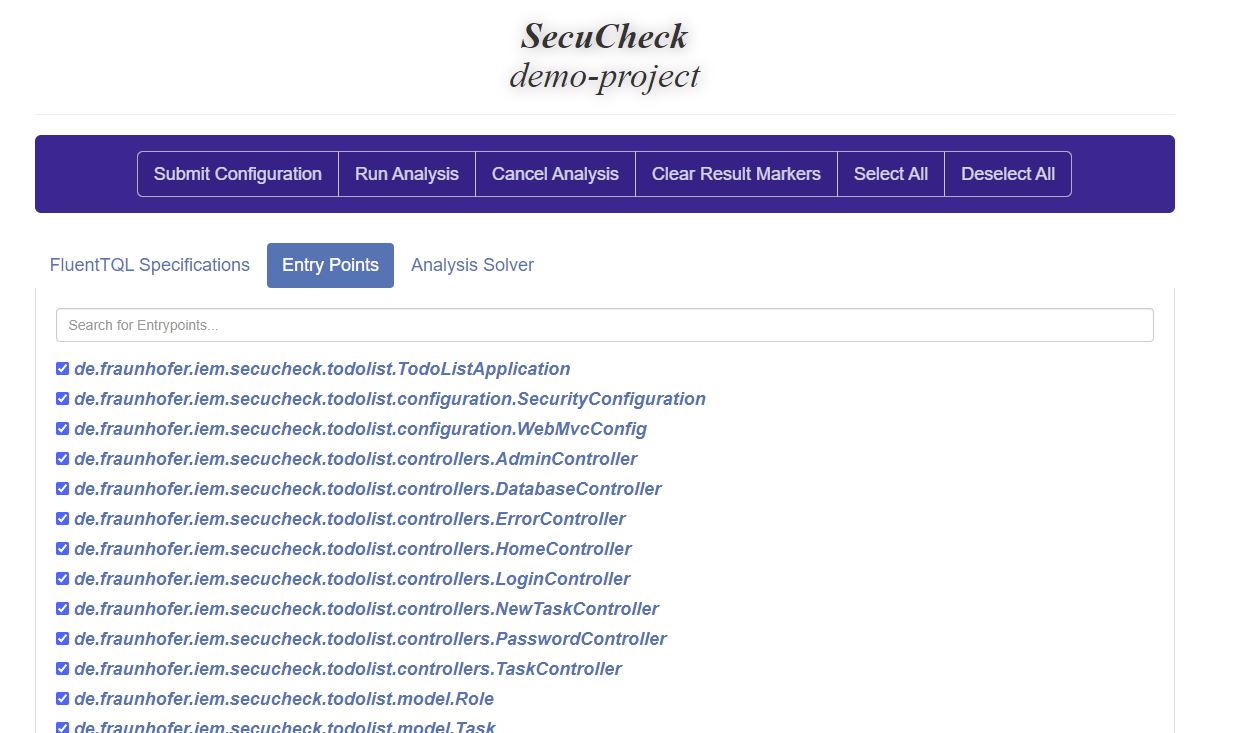 SecuCheck
demo-project
Submit Configuration Run Analysis Cancel Analysis Clear Result Markers Select All Deselect All
FluentTQL Specifications Entry Points Analysis Solver
Search for Entrypoints...
de.fraunhofer.iem.secucheck.todolist.TodoListApplication
de.fraunhofer.iem.secucheck.todolist.configuration.SecurityConfiguration
de.fraunhofer.iem.secucheck.todolist.configuration.WebMvcConfig
de.fraunhofer.iem.secucheck.todolist.controllers.AdminController
de.fraunhofer.iem.secucheck.todolist.controllers.DatabaseController
de.fraunhofer.iem.secucheck.todolist.controllers.ErrorController
de.fraunhofer.iem.secucheck.todolist.controllers.HomeController
de.fraunhofer.iem.secucheck.todolist.controllers.LoginController
de.fraunhofer.iem.secucheck.todolist.controllers.NewTaskController
de.fraunhofer.iem.secucheck.todolist.controllers.PasswordController
de.fraunhofer.iem.secucheck.todolist.controllers.TaskController
de.fraunhofer.iem.secucheck.todolist.model.Role
de.fraunhofer.iem.secucheck.todolist.model.Task